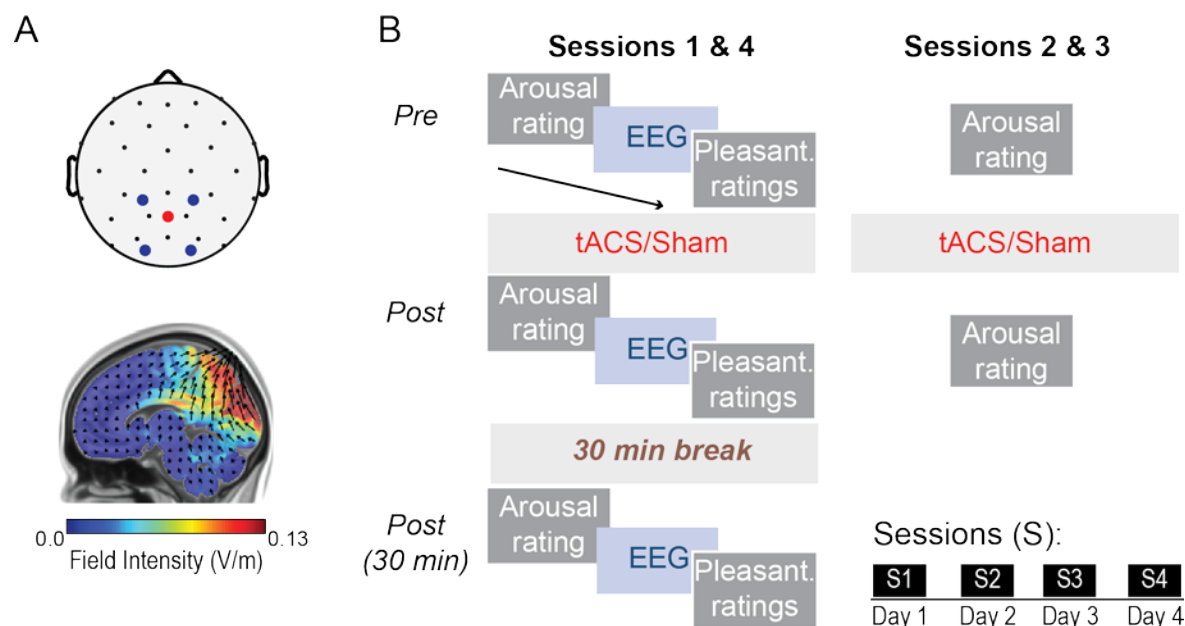 A
0.0
0.13
Field Intensity (V/m)
B
Sessions 1 & 4
Sessions 2 & 3
Pre
Arousal
rating
EEG
Pleasant.
ratings
Arousal
rating
tACS/Sham
tACS/Sham
Post
Arousal
rating
EEG
Pleasant.
ratings
Arousal
rating
30 min break
Post
(30 min)
Arousal
rating
EEG
Pleasant.
ratings
Sessions (S):
S1 S2 S3 S4
Day 1 Day 2 Day 3 Day 4